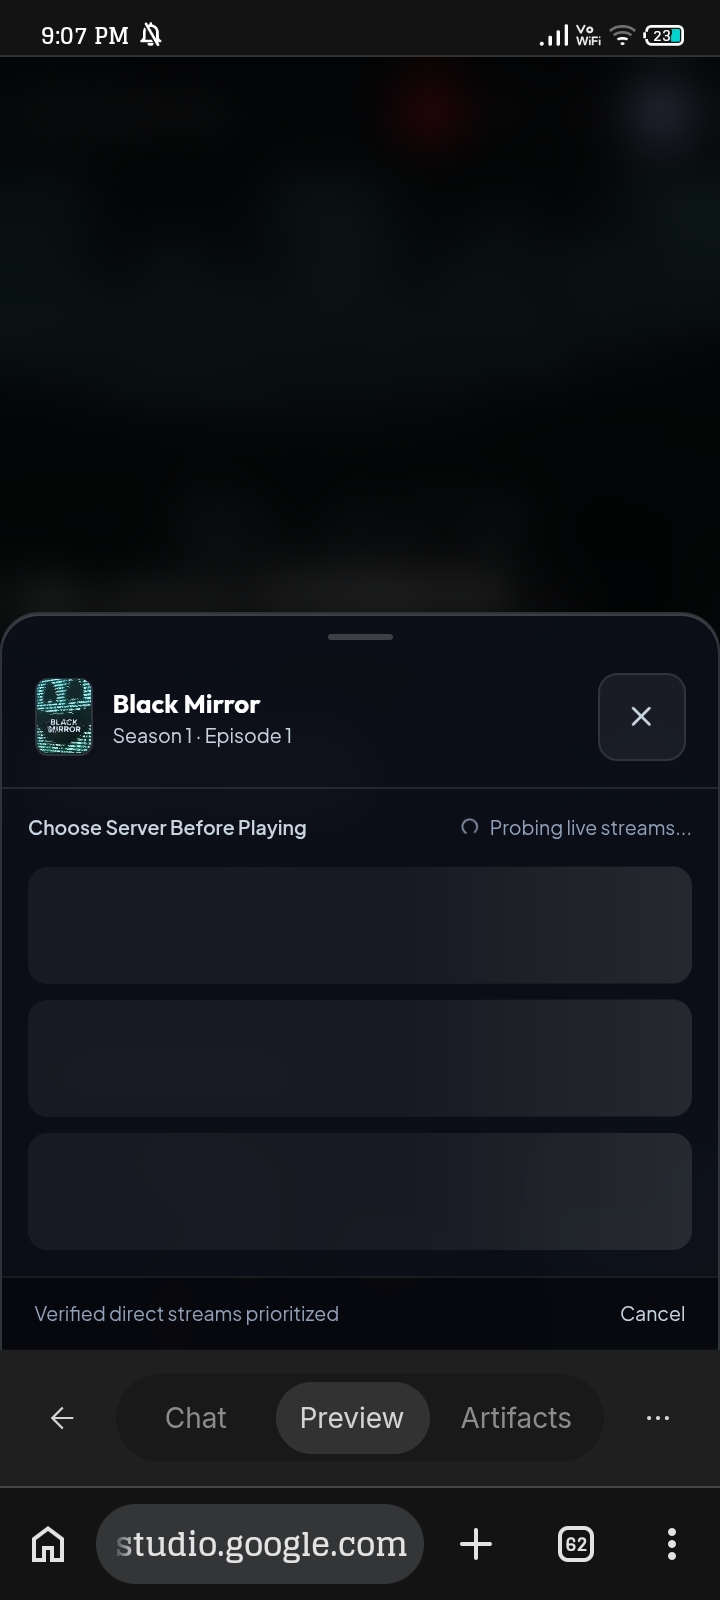 9:07 PM
Vo
WiFi
23
BLACK
MIRROR
Black Mirror
Season 1 · Episode 1
Choose Server Before Playing
Probing live streams...
Verified direct streams prioritized
Cancel
Chat
Preview
Artifacts
studio.google.com
62